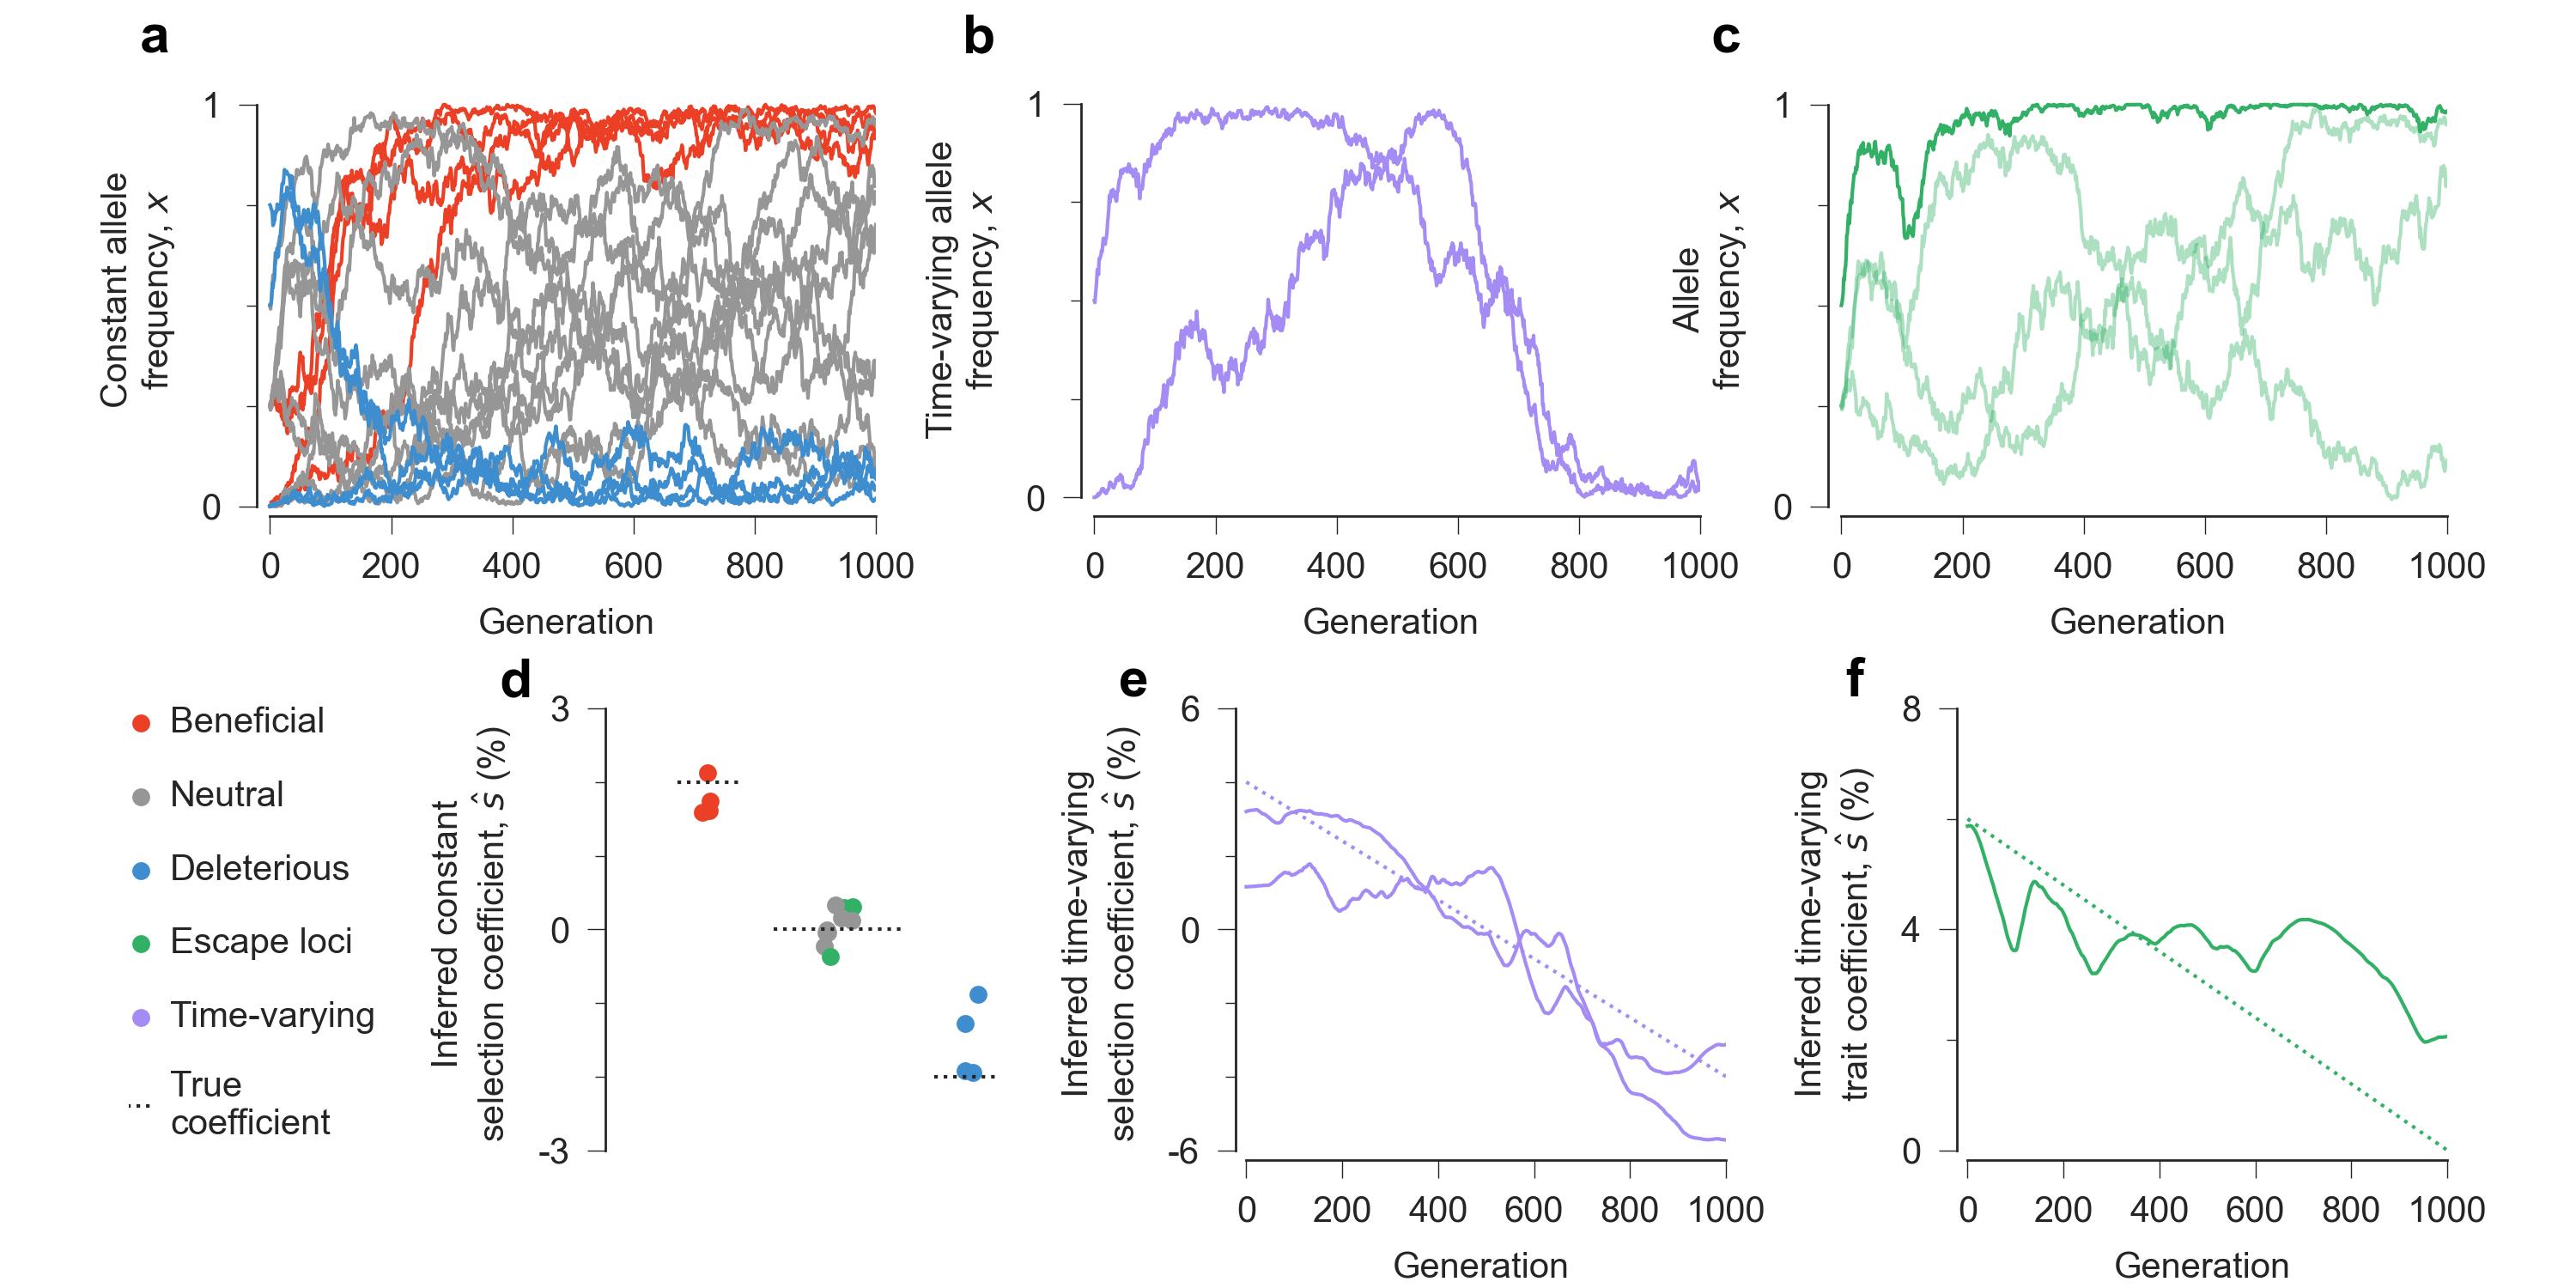 a
Constant allele
frequency, x
1
0
0 200 400 600 800 1000
Generation
b
Time-varying allele
frequency, x
1
0
0 200 400 600 800 1000
Generation
c
Allele
frequency, x
1
0
0 200 400 600 800 1000
Generation
Beneficial
Neutral
Deleterious
Escape loci
Time-varying
True
coefficient
d
Inferred constant
selection coefficient, ŝ (%)
3
0
-3
e
Inferred time-varying
selection coefficient, ŝ (%)
6
0
-6
0 200 400 600 800 1000
Generation
f
Inferred time-varying
trait coefficient, ŝ (%)
8
4
0
0 200 400 600 800 1000
Generation